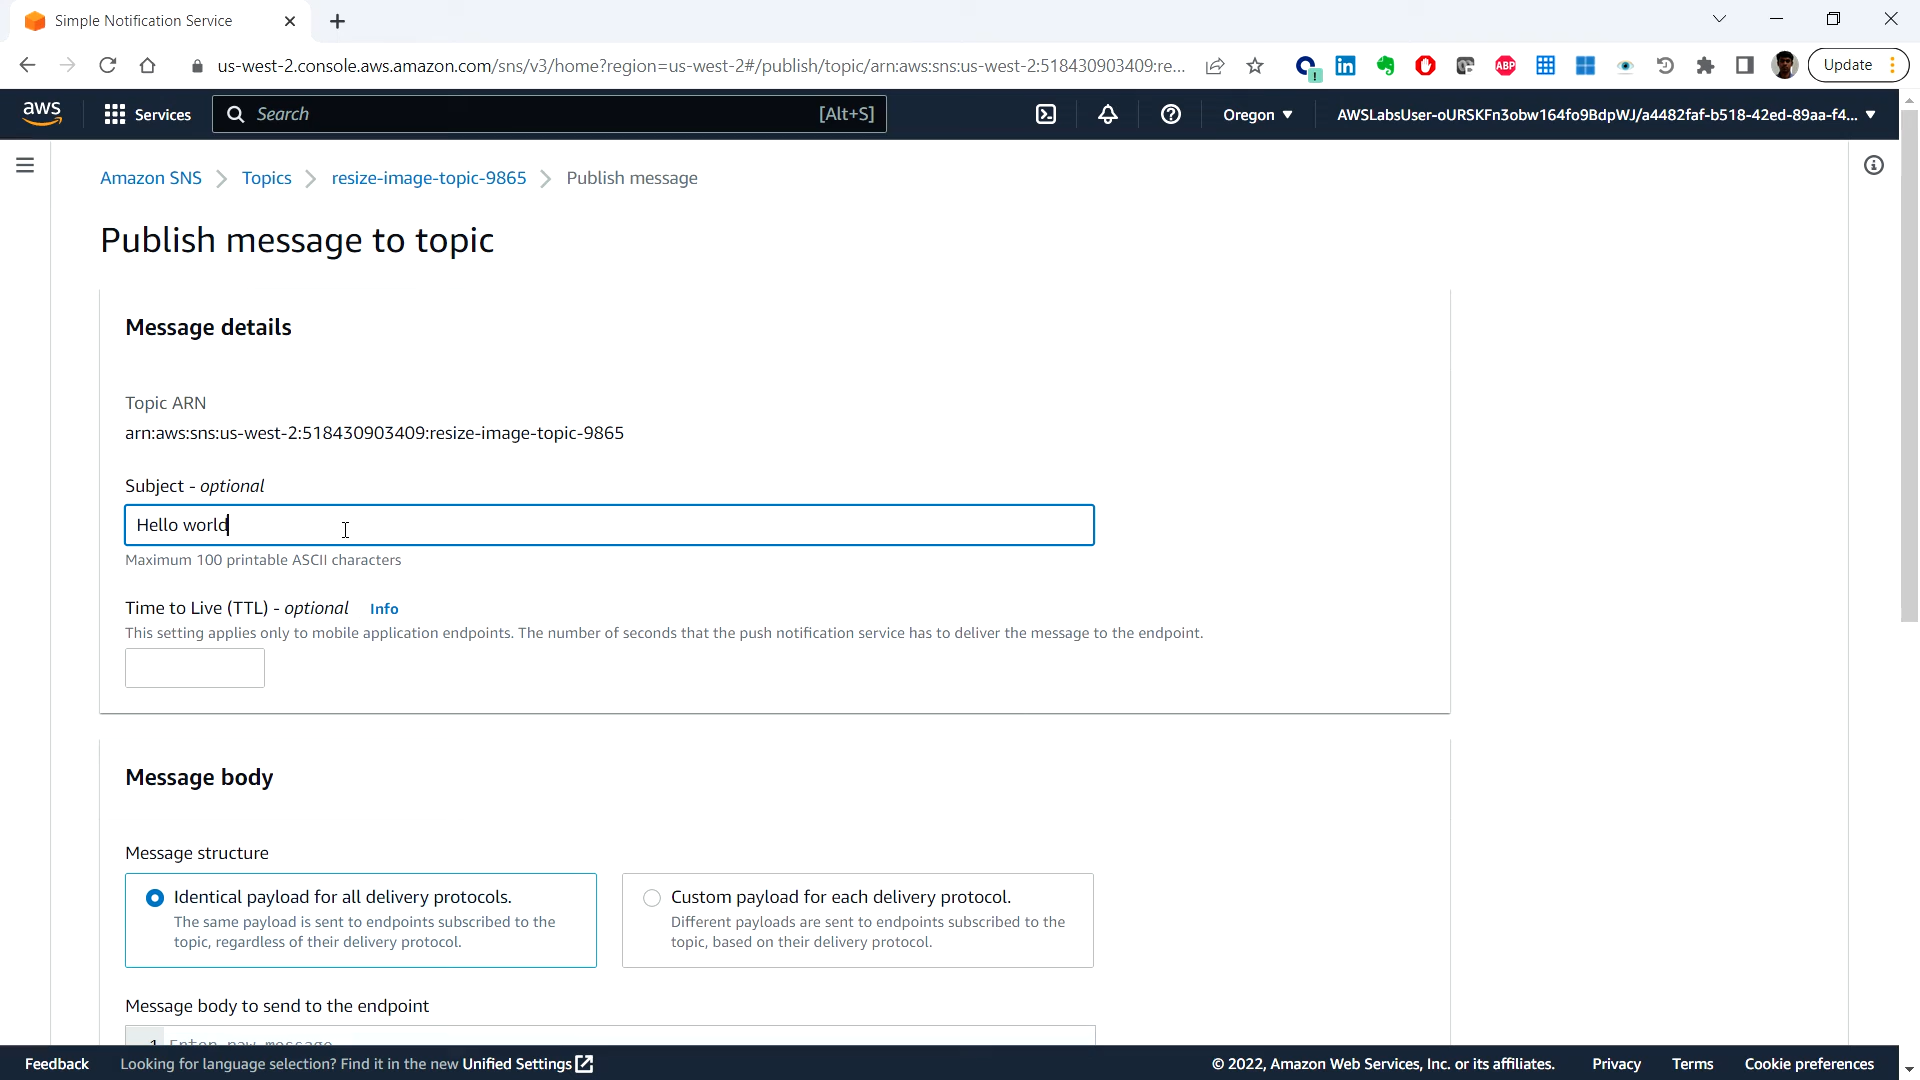 Simple Notification Service
us-west-2.console.aws.amazon.com/sns/v3/home?region=us-west-2#/publish/topic/arn:aws:sns:us-west-2:518430903409:re...
ABP
Update
aws
Services
Search
[Alt+S]
Oregon
AWSLabsUser-oURSKFn3obw164fo9BdpWJ/a4482faf-b518-42ed-89aa-f4...
Amazon SNS > Topics > resize-image-topic-9865 > Publish message
Publish message to topic
Message details
Topic ARN
arn:aws:sns:us-west-2:518430903409:resize-image-topic-9865
Subject - optional
Hello world
Maximum 100 printable ASCII characters
Time to Live (TTL) - optional Info
This setting applies only to mobile application endpoints. The number of seconds that the push notification service has to deliver the message to the endpoint.
Message body
Message structure
Identical payload for all delivery protocols.
The same payload is sent to endpoints subscribed to the
topic, regardless of their delivery protocol.
Custom payload for each delivery protocol.
Different payloads are sent to endpoints subscribed to the
topic, based on their delivery protocol.
Message body to send to the endpoint
1 Enter raw message
Feedback
Looking for language selection? Find it in the new Unified Settings
© 2022, Amazon Web Services, Inc. or its affiliates.
Privacy
Terms
Cookie preferences